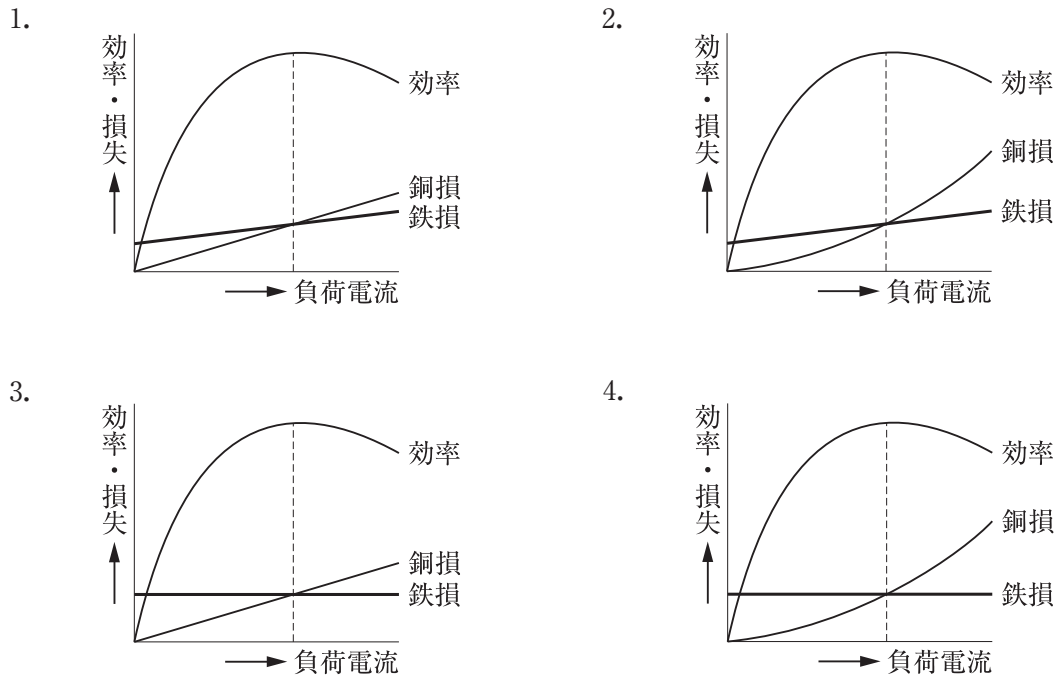 1.
効率・損失
効率
銅損
鉄損
負荷電流
2.
効率・損失
効率
銅損
鉄損
負荷電流
3.
効率・損失
効率
銅損
鉄損
負荷電流
4.
効率・損失
効率
銅損
鉄損
負荷電流